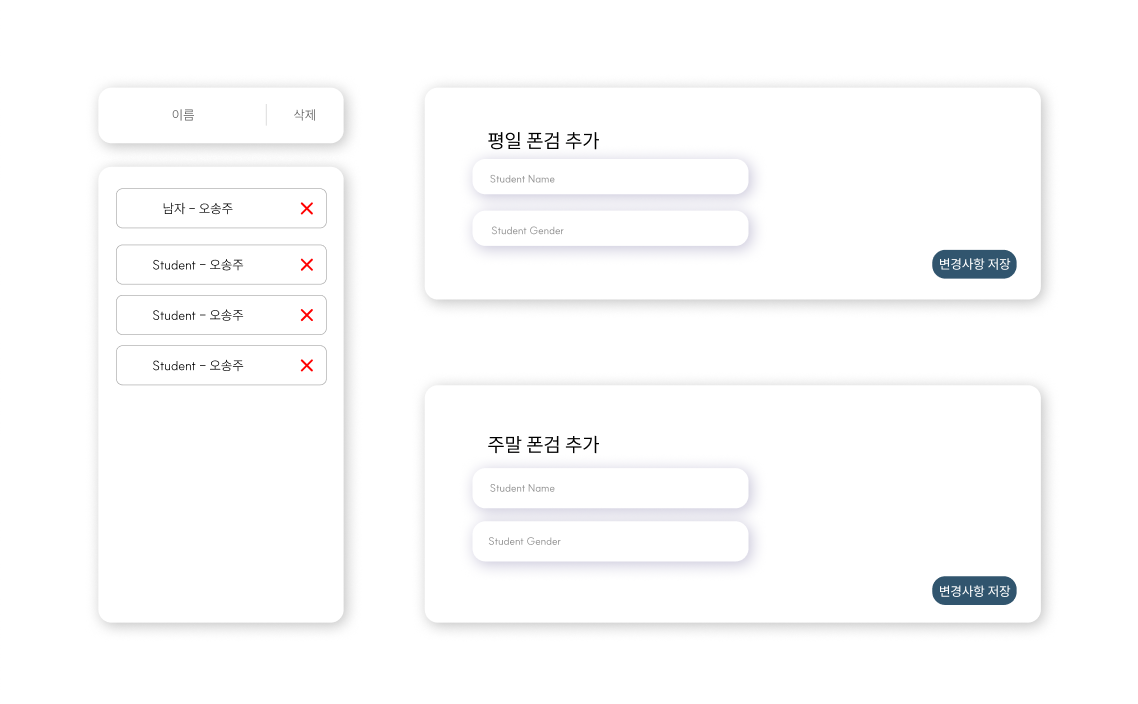 이름 삭제
남자 - 오송주
Student - 오송주
Student - 오송주
Student - 오송주
평일 폰검 추가
Student Name
Student Gender
변경사항 저장
주말 폰검 추가
Student Name
Student Gender
변경사항 저장